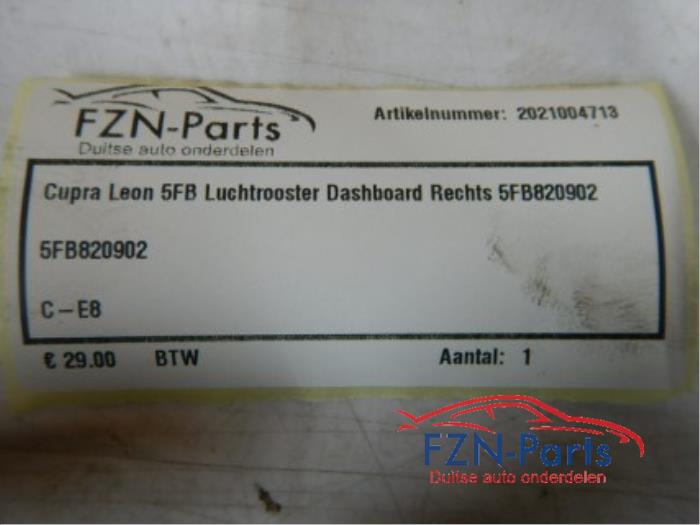 FZN-Parts
Duitse auto onderdelen
Artikelnummer: 2021004713
Cupra Leon 5FB Luchtrooster Dashboard Rechts 5FB820902
5FB820902
C-E8
€ 29.00 BTW Aantal: 1
FZN-Parts
Duitse auto onderdelen